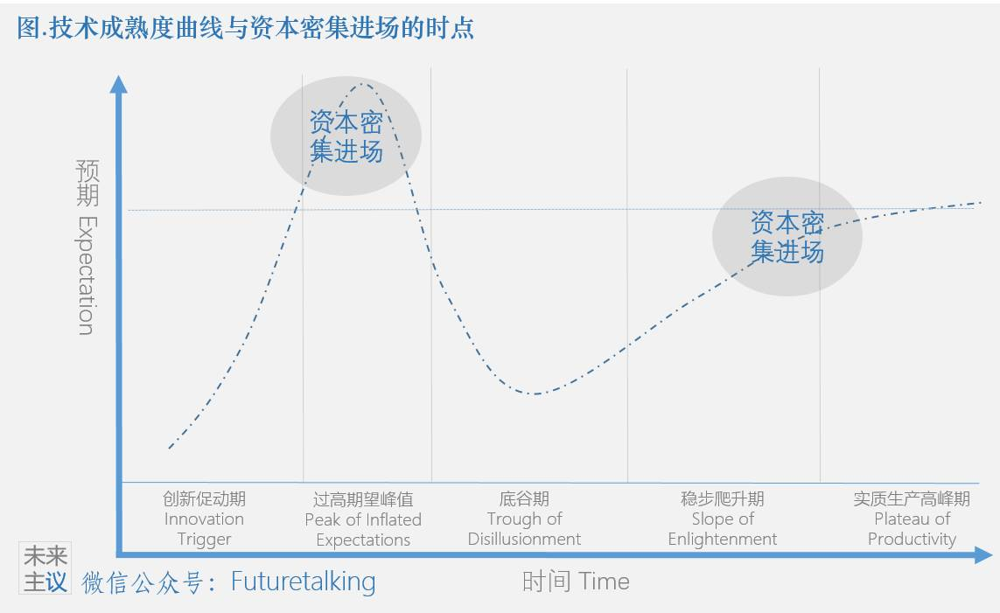 图.技术成熟度曲线与资本密集进场的时点
资本密
集进场
资本密
集进场
预期 Expectation
创新促动期
Innovation
Trigger
过高期望峰值
Peak of Inflated
Expectations
底谷期
Trough of
Disillusionment
稳步爬升期
Slope of
Enlightenment
实质生产高峰期
Plateau of
Productivity
未来
主议
微信公众号：Futuretalking
时间 Time